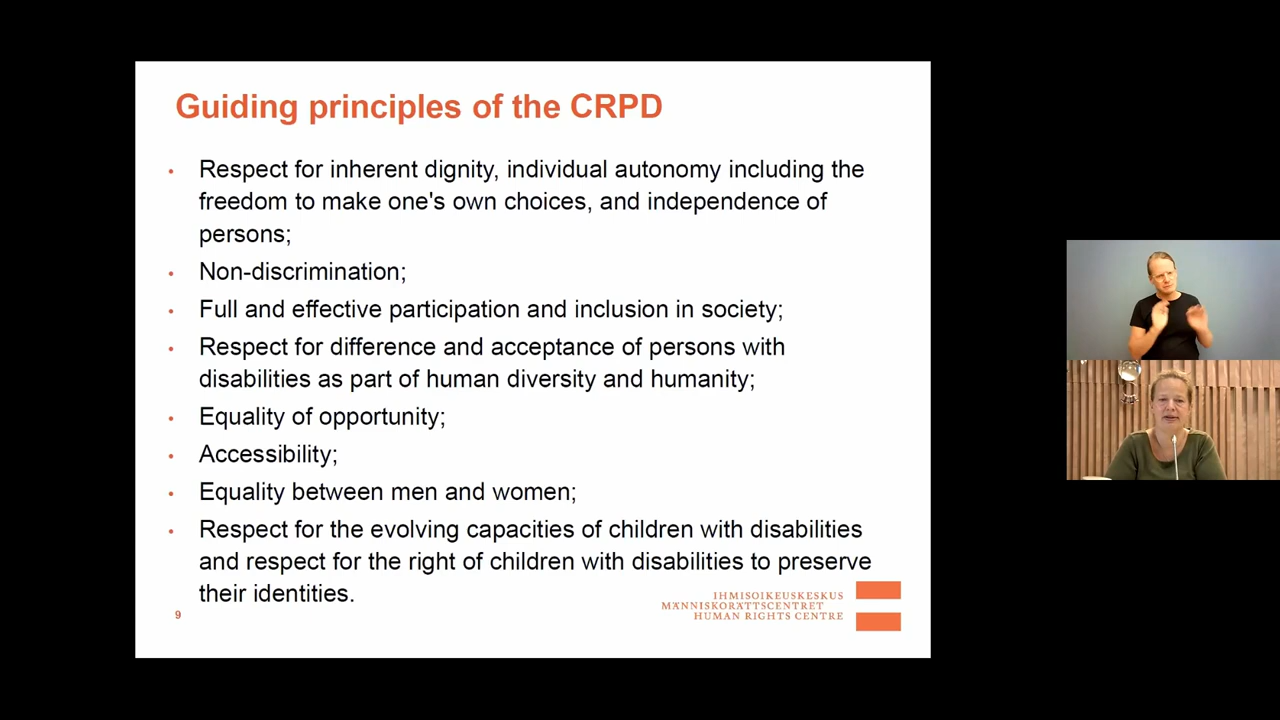 Guiding principles of the CRPD
• Respect for inherent dignity, individual autonomy including the
freedom to make one's own choices, and independence of
persons;
• Non-discrimination;
• Full and effective participation and inclusion in society;
• Respect for difference and acceptance of persons with
disabilities as part of human diversity and humanity;
• Equality of opportunity;
• Accessibility;
• Equality between men and women;
• Respect for the evolving capacities of children with disabilities
and respect for the right of children with disabilities to preserve
their identities.
9
IHMISOIKEUSKESKUS
MÄNNISKORÄTTSCENTRET
HUMAN RIGHTS CENTRE